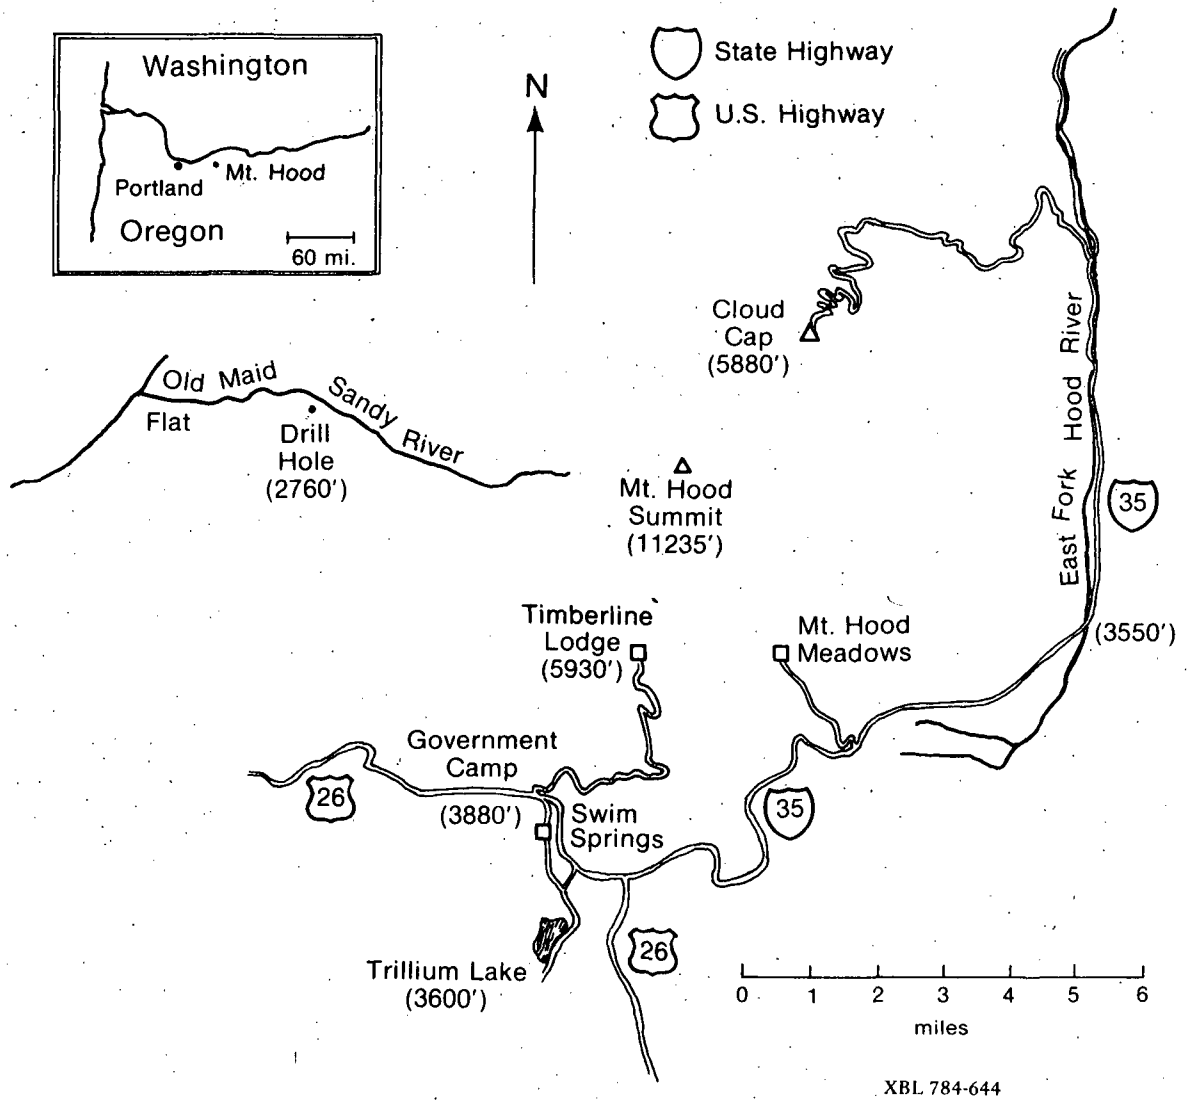 Washington
Portland
Mt. Hood
Oregon
60 mi.
N
State Highway
U.S. Highway
Cloud
Cap
(5880')
East Fork Hood River
35
(3550')
Old Maid
Flat
Sandy River
Drill
Hole
(2760')
Mt. Hood
Summit
(11235')
Timberline
Lodge
(5930')
Mt. Hood
Meadows
Government
Camp
(3880')
26
Swim
Springs
35
26
Trillium Lake
(3600')
0 1 2 3 4 5 6
miles
XBL 784-644